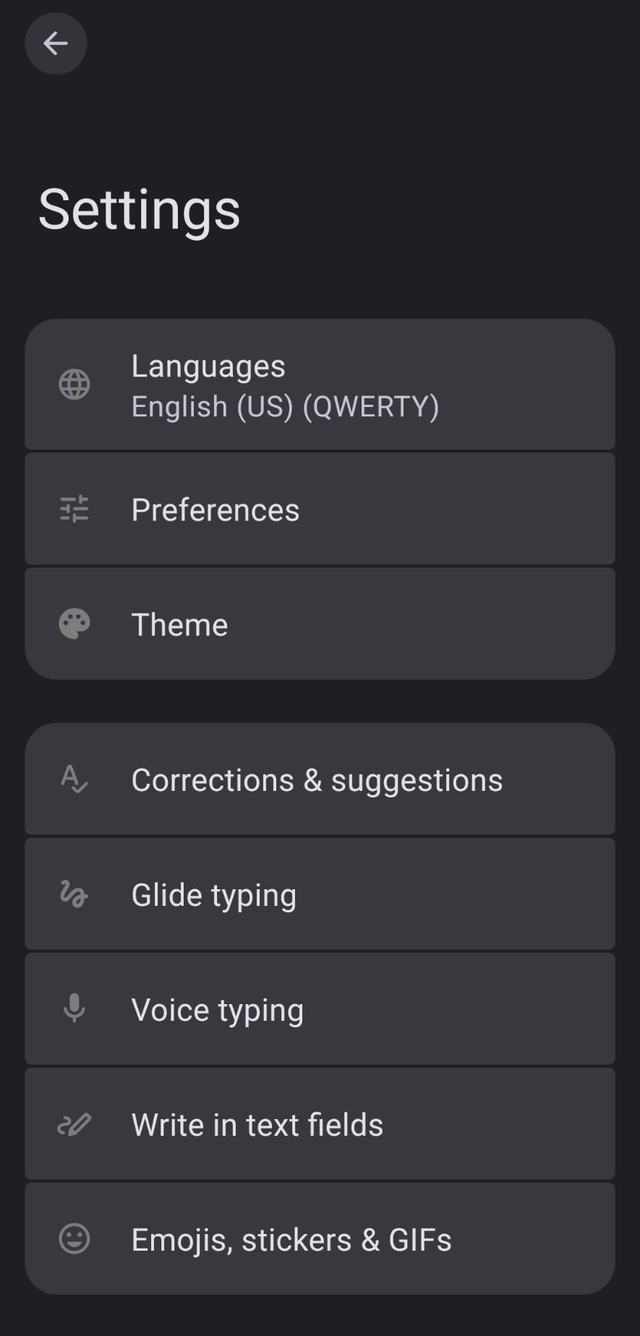 Settings
Languages
English (US) (QWERTY)
Preferences
Theme
Corrections & suggestions
Glide typing
Voice typing
Write in text fields
Emojis, stickers & GIFs